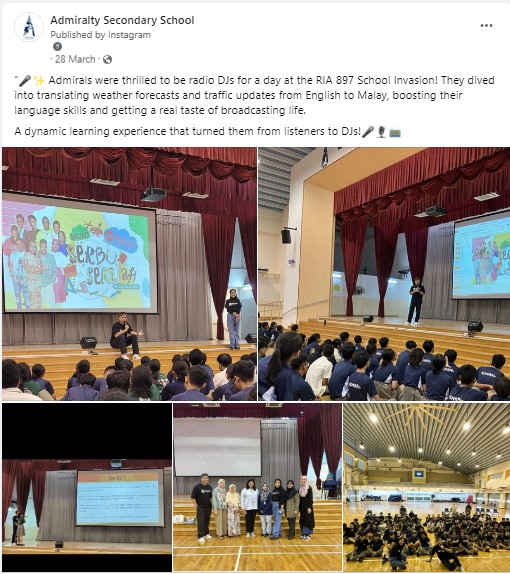 Admiralty Secondary School
Published by Instagram
· 28 March ·
"🎤✨ Admirals were thrilled to be radio DJs for a day at the RIA 897 School Invasion! They dived
into translating weather forecasts and traffic updates from English to Malay, boosting their
language skills and getting a real taste of broadcasting life.
A dynamic learning experience that turned them from listeners to DJs!🎤🎙️📻
SERBU
SEKOLAH